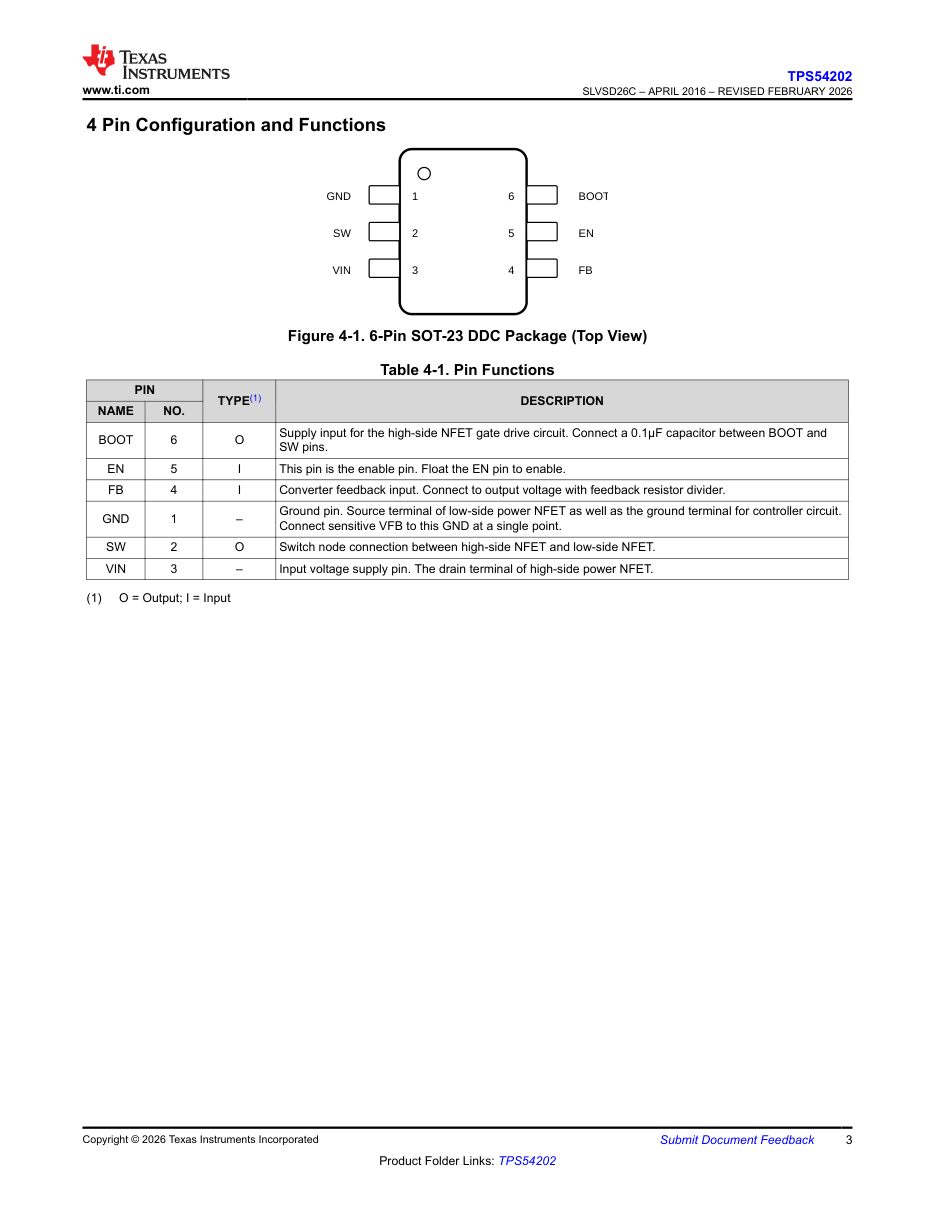 TEXAS
INSTRUMENTS
www.ti.com
TPS54202
SLVSD26C – APRIL 2016 – REVISED FEBRUARY 2026
4 Pin Configuration and Functions
GND 1 6 BOOT
SW 2 5 EN
VIN 3 4 FB
Figure 4-1. 6-Pin SOT-23 DDC Package (Top View)
Table 4-1. Pin Functions
PIN TYPE(1) DESCRIPTION
NAME NO.
BOOT 6 O Supply input for the high-side NFET gate drive circuit. Connect a 0.1μF capacitor between BOOT and
SW pins.
EN 5 I This pin is the enable pin. Float the EN pin to enable.
FB 4 I Converter feedback input. Connect to output voltage with feedback resistor divider.
GND 1 – Ground pin. Source terminal of low-side power NFET as well as the ground terminal for controller circuit.
Connect sensitive VFB to this GND at a single point.
SW 2 O Switch node connection between high-side NFET and low-side NFET.
VIN 3 – Input voltage supply pin. The drain terminal of high-side power NFET.
(1) O = Output; I = Input
Copyright © 2026 Texas Instruments Incorporated
Submit Document Feedback 3
Product Folder Links: TPS54202